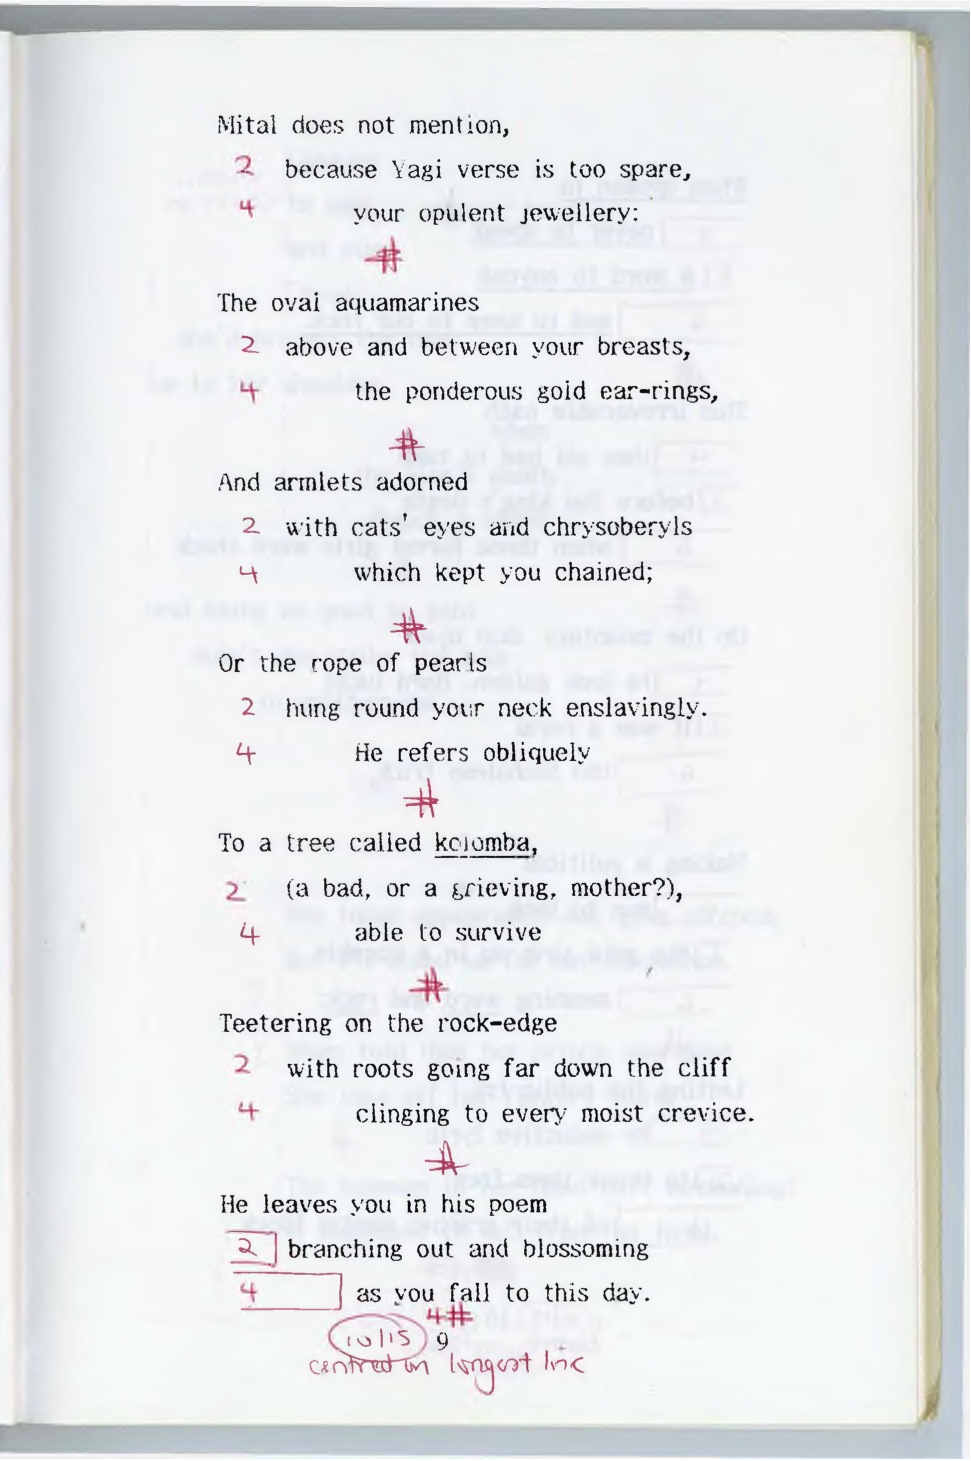 Mital does not mention,
2 because Yagi verse is too spare,
4 your opulent jewellery:
#
The oval aquamarines
2 above and between your breasts,
4 the ponderous gold ear-rings,
#
And armlets adorned
2 with cats' eyes and chrysoberyls
4 which kept you chained;
#
Or the rope of pearls
2 hung round your neck enslavingly.
4 He refers obliquely
#
To a tree called kolomba,
2 (a bad, or a grieving, mother?),
4 able to survive
#
Teetering on the rock-edge
2 with roots going far down the cliff
4 clinging to every moist crevice.
#
He leaves you in his poem
2 branching out and blossoming
4 as you fall to this day.
4#
10/15 9
centred on longest line